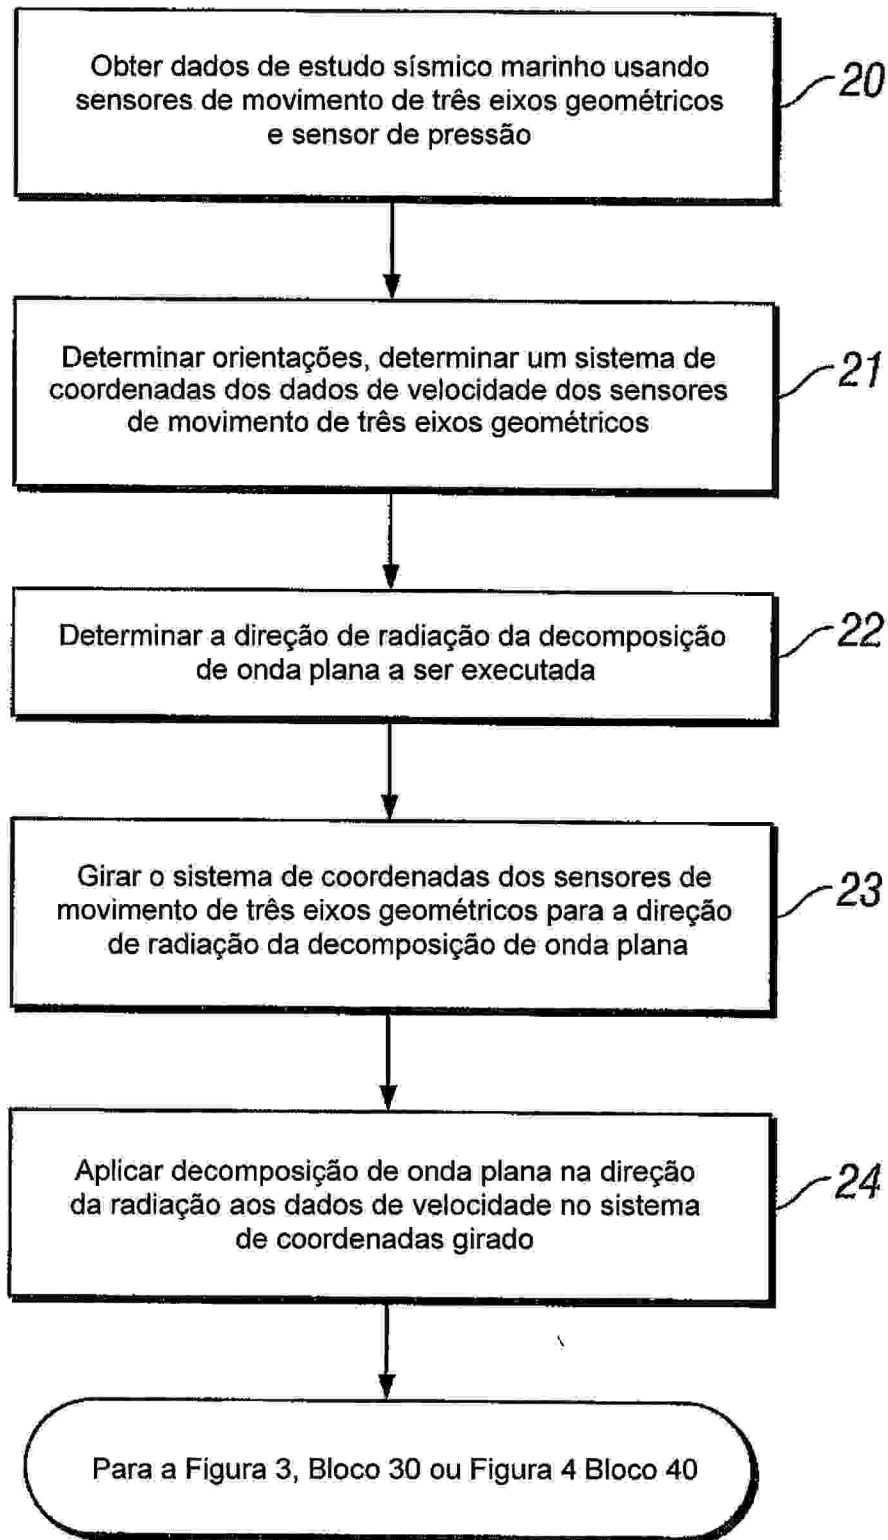 Obter dados de estudo sísmico marinho usando
sensores de movimento de três eixos geométricos
e sensor de pressão
20
Determinar orientações, determinar um sistema de
coordenadas dos dados de velocidade dos sensores
de movimento de três eixos geométricos
21
Determinar a direção de radiação da decomposição
de onda plana a ser executada
22
Girar o sistema de coordenadas dos sensores de
movimento de três eixos geométricos para a direção
de radiação da decomposição de onda plana
23
Aplicar decomposição de onda plana na direção
da radiação aos dados de velocidade no sistema
de coordenadas girado
24
Para a Figura 3, Bloco 30 ou Figura 4 Bloco 40